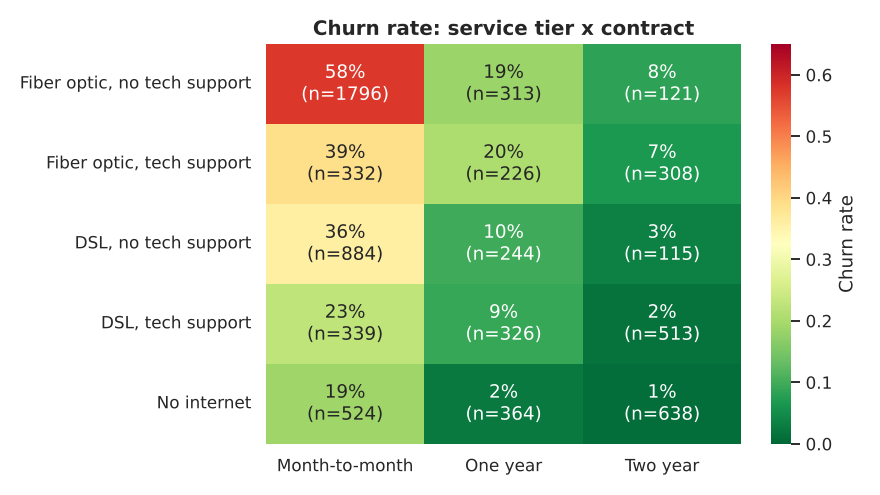 Churn rate: service tier x contract
Fiber optic, no tech support
58%
(n=1796)
19%
(n=313)
8%
(n=121)
Fiber optic, tech support
39%
(n=332)
20%
(n=226)
7%
(n=308)
DSL, no tech support
36%
(n=884)
10%
(n=244)
3%
(n=115)
DSL, tech support
23%
(n=339)
9%
(n=326)
2%
(n=513)
No internet
19%
(n=524)
2%
(n=364)
1%
(n=638)
Month-to-month
One year
Two year
0.6
0.5
0.4
0.3
0.2
0.1
0.0
Churn rate